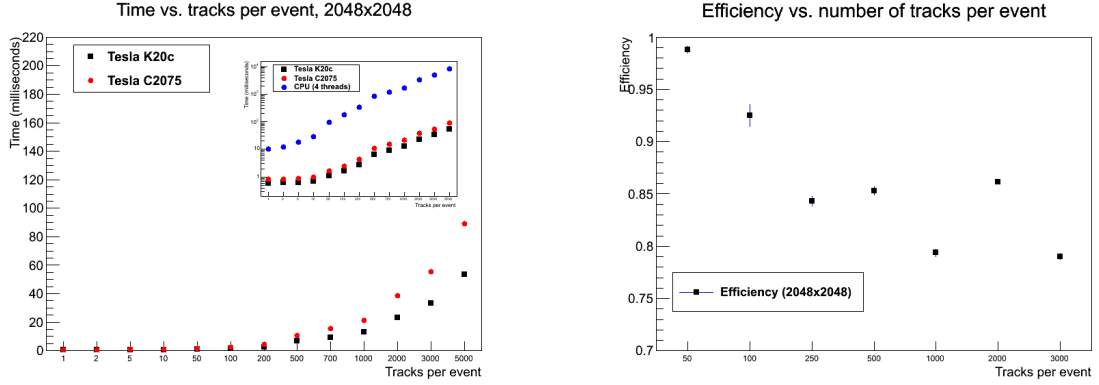 Time vs. tracks per event, 2048x2048
Time (milliseconds)
220
200
180
160
140
120
100
80
60
40
20
0
Tesla K20c
Tesla C2075
Time (milliseconds)
Tesla K20c
Tesla C2075
CPU (4 threads)
Tracks per event
1 2 5 10 50 100 200 500 700 1000 2000 3000 5000
Tracks per event
Efficiency vs. number of tracks per event
Efficiency
1
0.95
0.9
0.85
0.8
0.75
0.7
Efficiency (2048x2048)
50 100 250 500 1000 2000 3000
Tracks per event